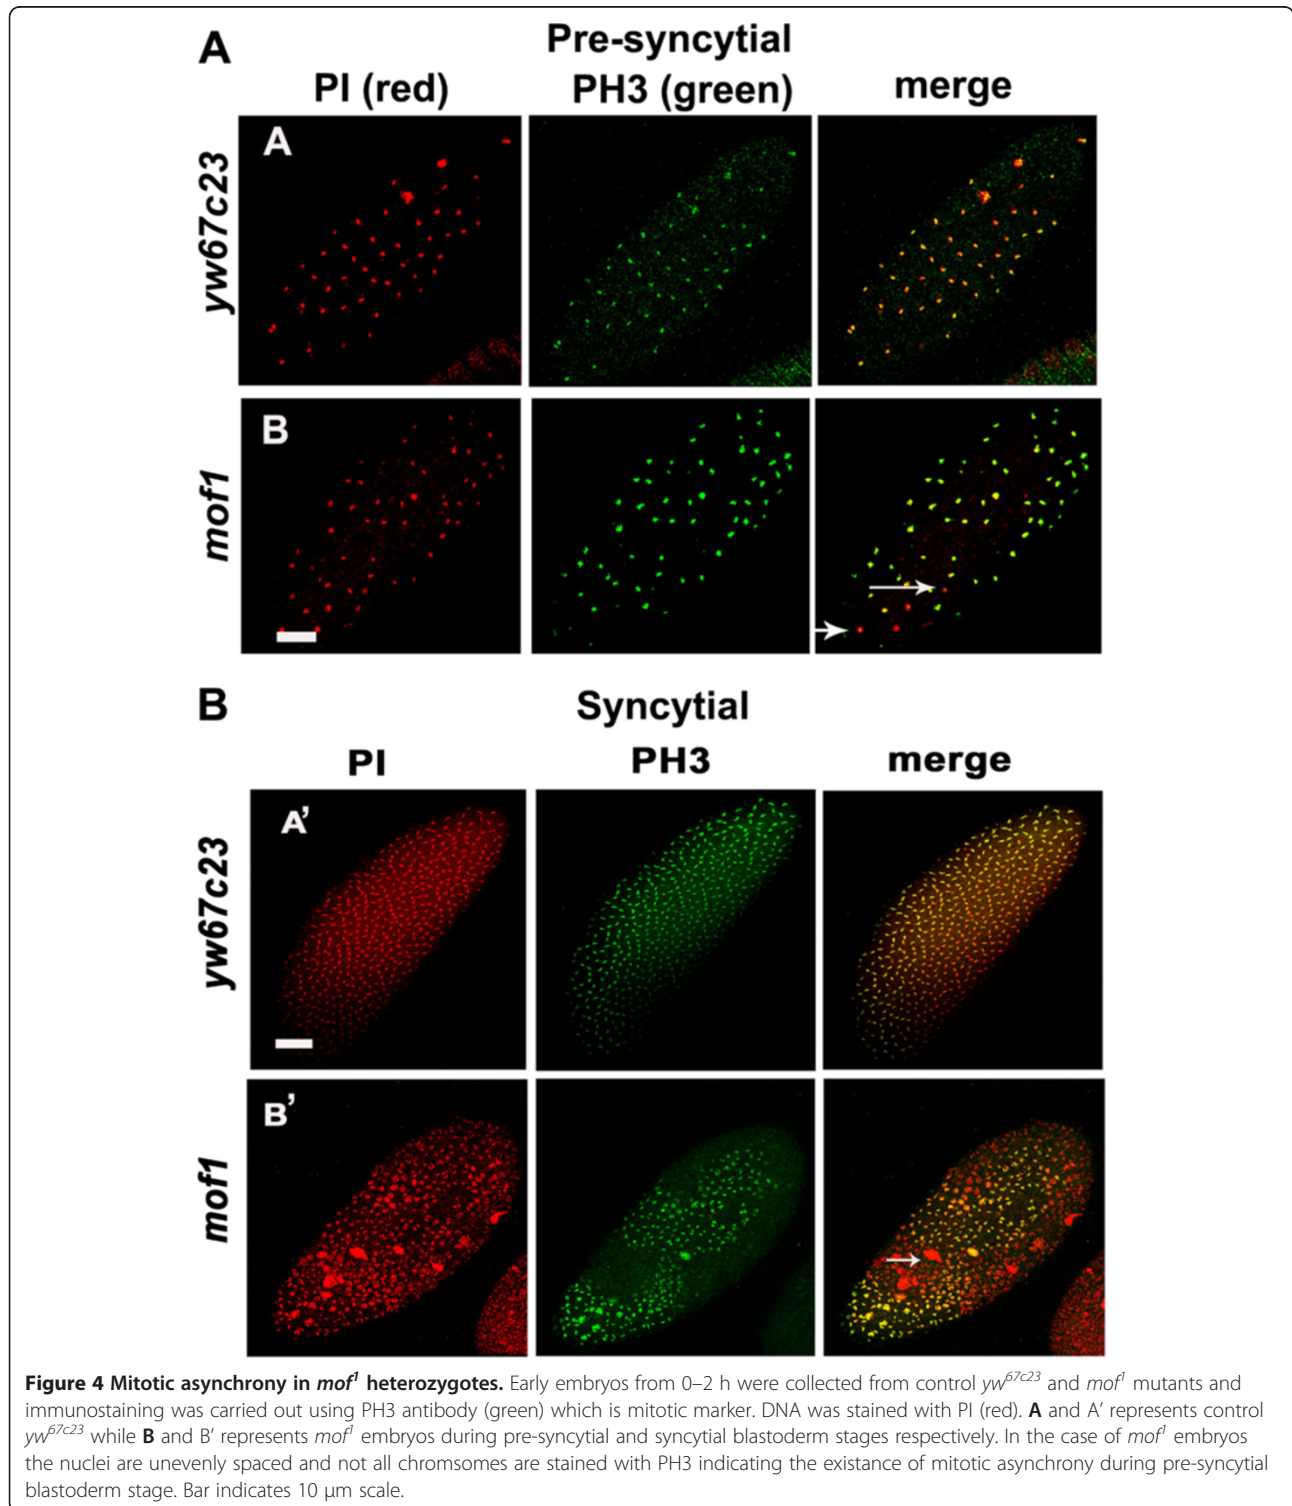 A
Pre-syncytial
PI (red) PH3 (green) merge
yw67c23
A
mof1
B
B
Syncytial
PI PH3 merge
yw67c23
A’
mof1
B’
Figure 4 Mitotic asynchrony in mof1 heterozygotes. Early embryos from 0–2 h were collected from control yw67c23 and mof1 mutants and
immunostaining was carried out using PH3 antibody (green) which is mitotic marker. DNA was stained with PI (red). A and A’ represents control
yw67c23 while B and B’ represents mof1 embryos during pre-syncytial and syncytial blastoderm stages respectively. In the case of mof1 embryos
the nuclei are unevenly spaced and not all chromsomes are stained with PH3 indicating the existance of mitotic asynchrony during pre-syncytial
blastoderm stage. Bar indicates 10 μm scale.